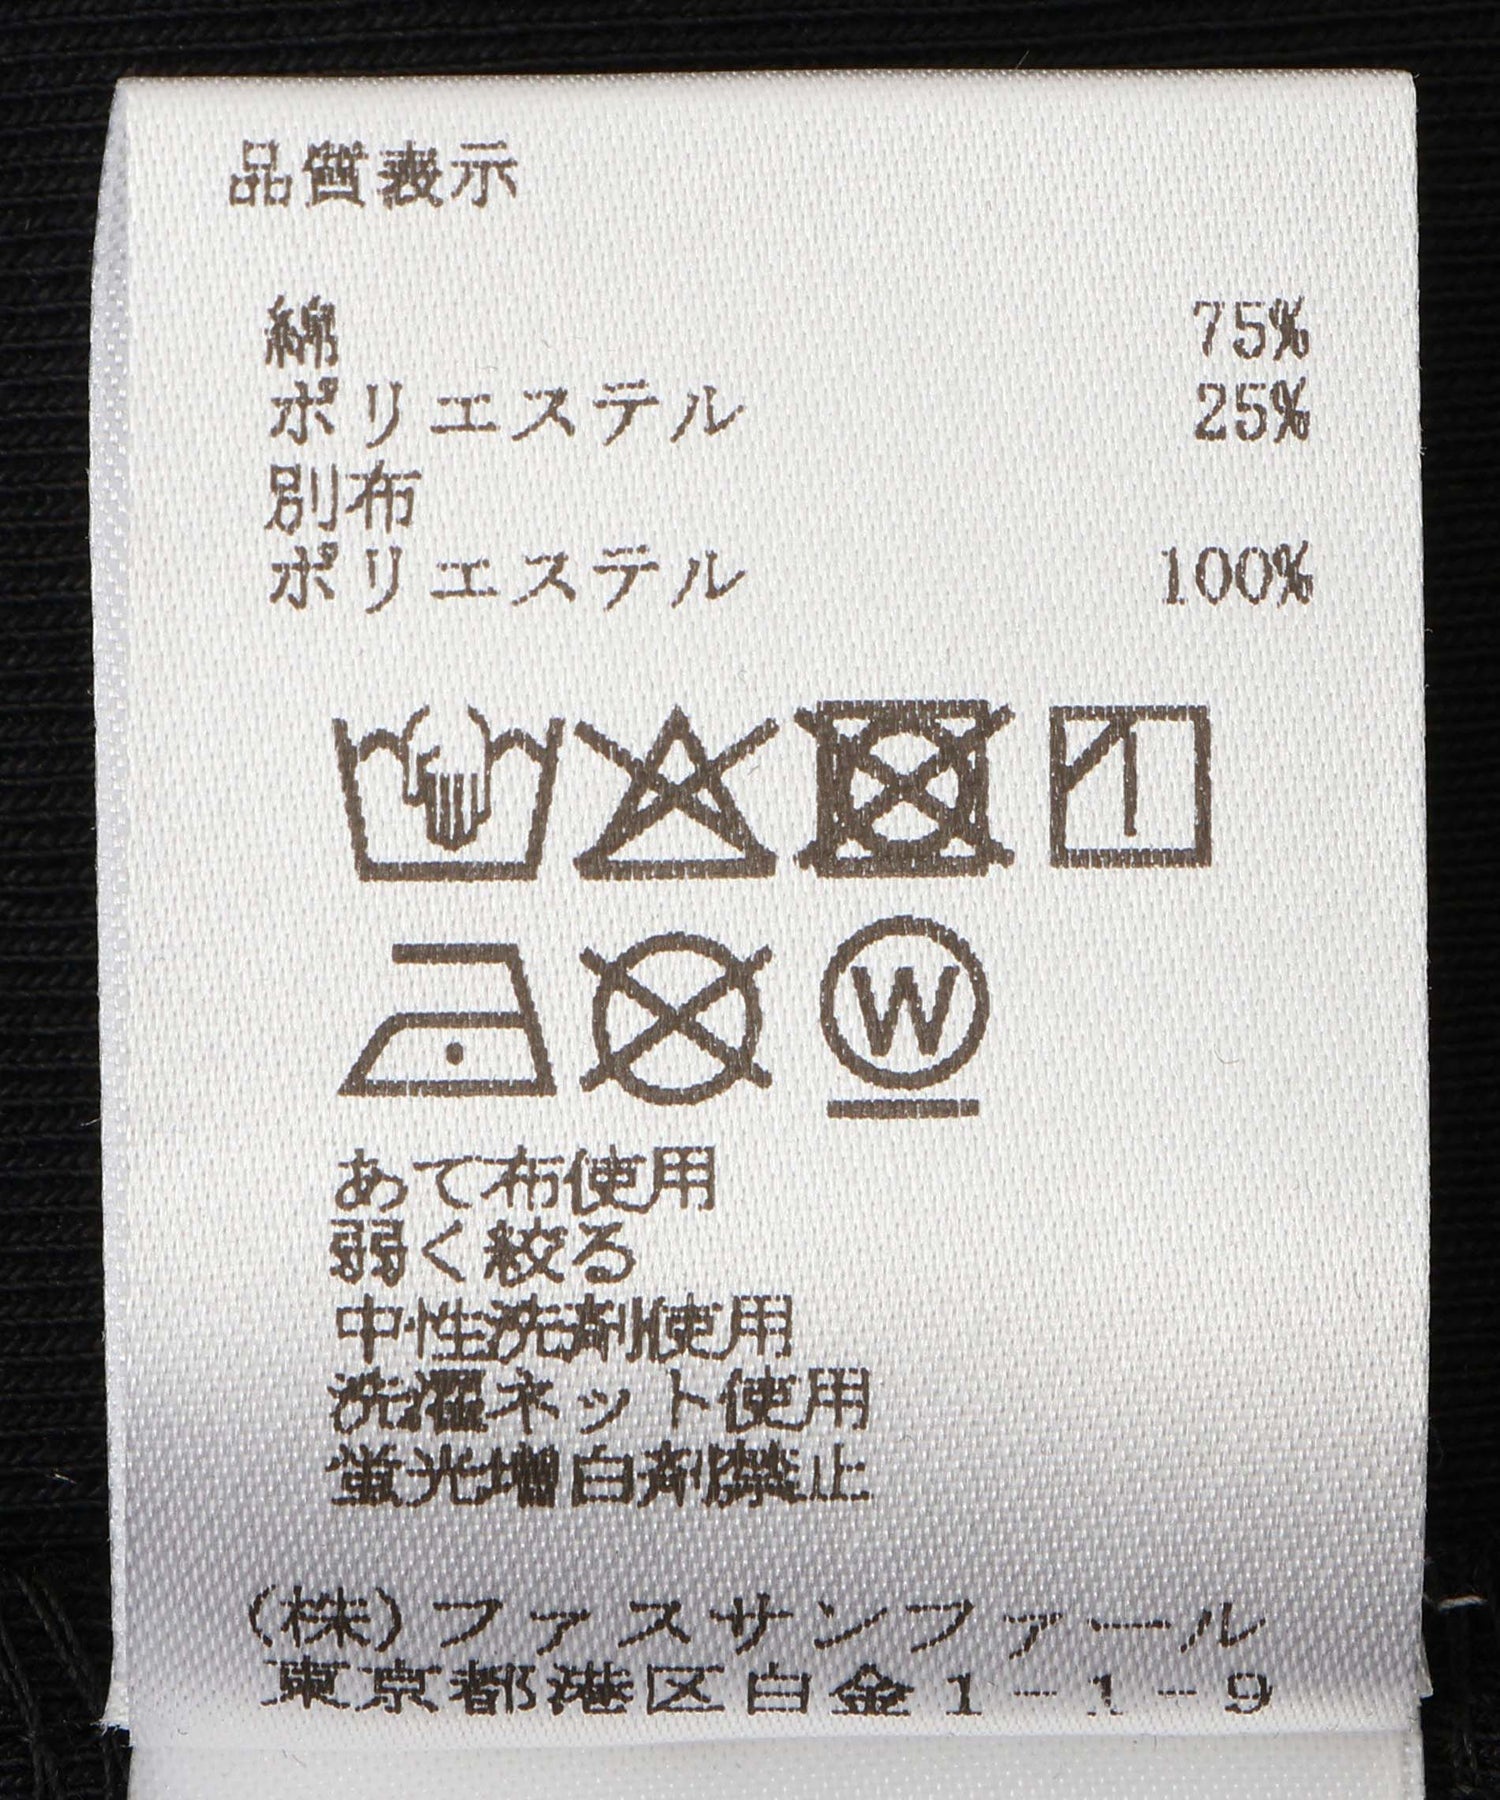 品質表示
綿 75%
ポリエステル 25%
別布
ポリエステル 100%
W
あて布使用
弱く絞る
中性洗剤使用
洗濯ネット使用
蛍光増白剤禁止
(株)ファスサンファール
東京都港区白金1-1-9